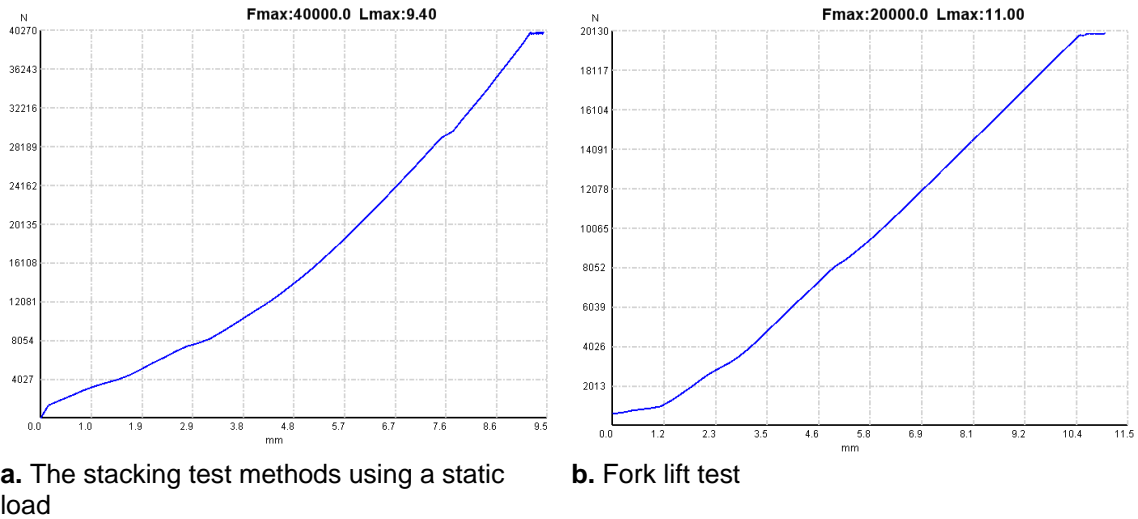 Fmax:40000.0 Lmax:9.40
N
40270
36243
32216
28189
24162
20135
16108
12081
8054
4027
0.0 1.0 1.9 2.9 3.8 4.8 5.7 6.7 7.6 8.6 9.5
mm
a. The stacking test methods using a static
load
Fmax:20000.0 Lmax:11.00
N
20130
18117
16104
14091
12078
10065
8052
6039
4026
2013
0.0 1.2 2.3 3.5 4.6 5.8 6.9 8.1 9.2 10.4 11.5
mm
b. Fork lift test